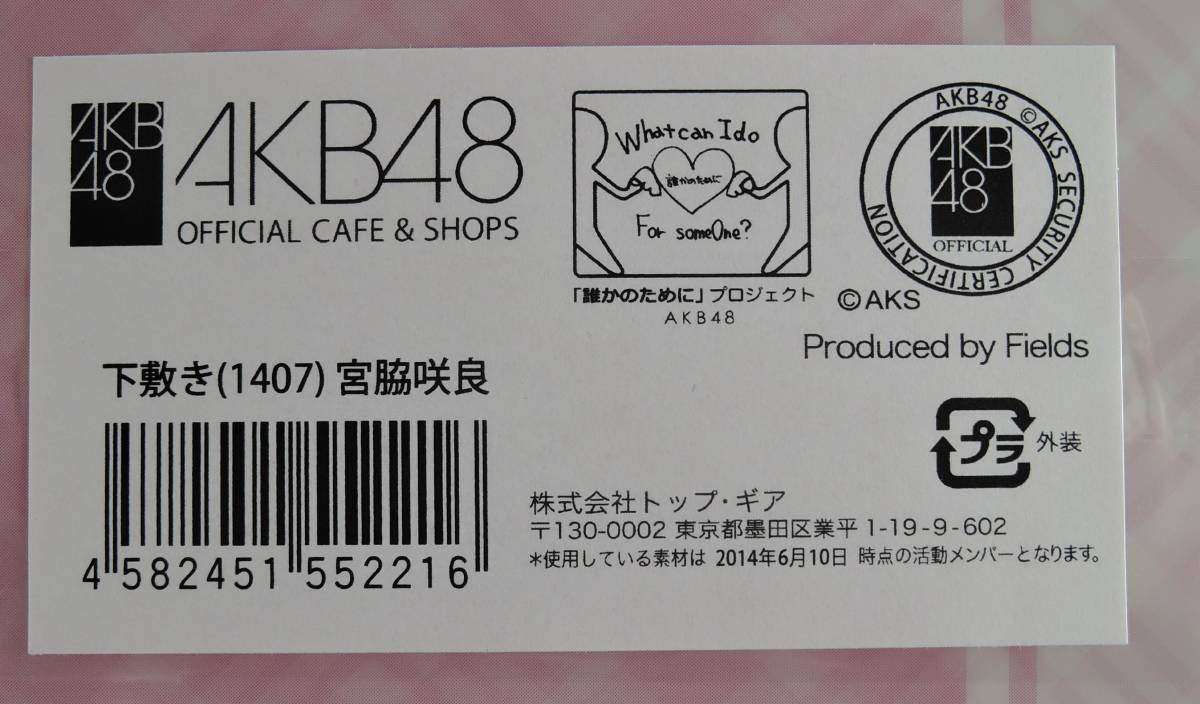 AKB
48
AKB48
OFFICIAL CAFE & SHOPS
What can I do
誰かのために
For someOne?
「誰かのために」プロジェクト
AKB48
AKB48 ©AKS SECURITY CERTIFICATION
AKB
48
OFFICIAL
©AKS
Produced by Fields
下敷き(1407) 宮脇咲良
4 582451 552216
プラ
外装
株式会社トップ・ギア
〒130-0002 東京都墨田区業平 1-19-9-602
*使用している素材は 2014年6月10日 時点の活動メンバーとなります。